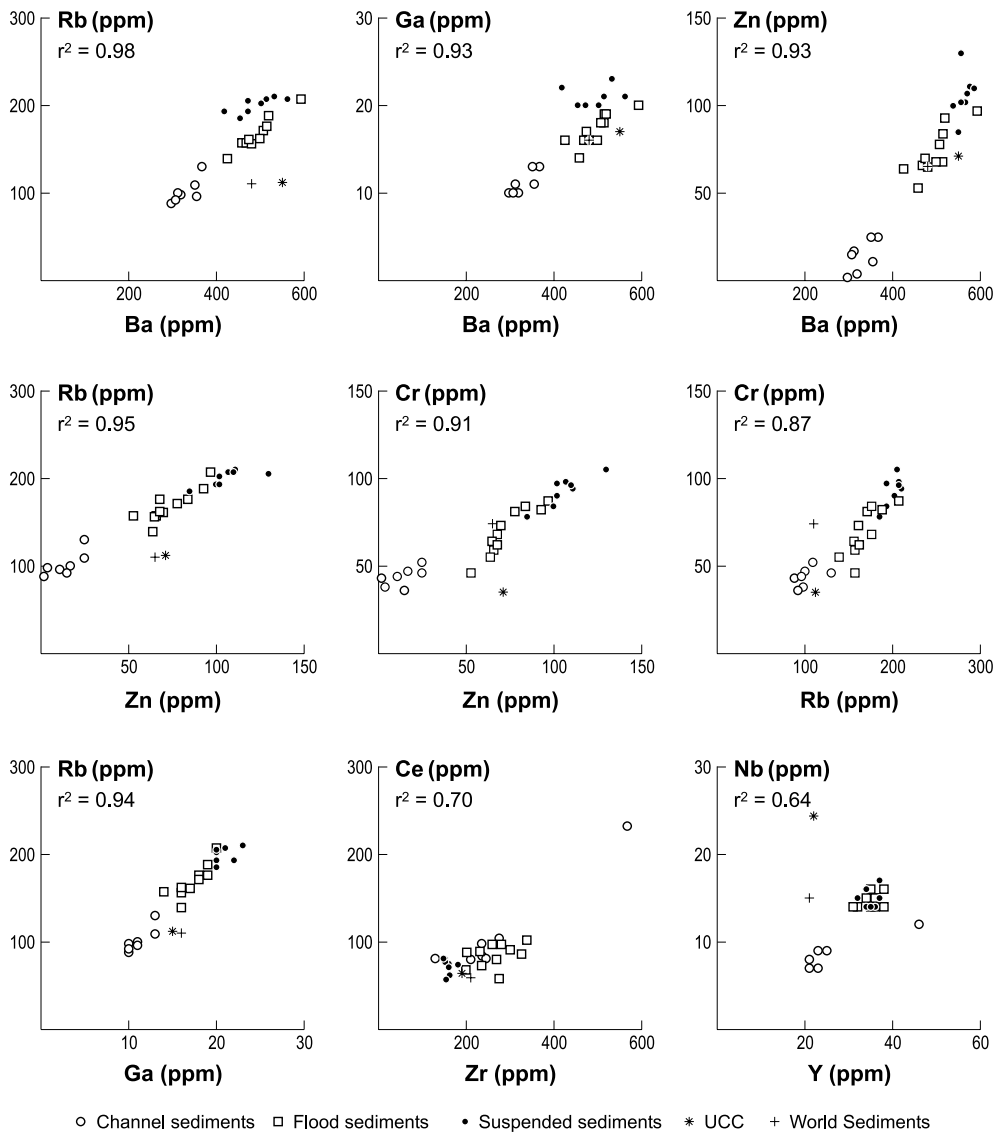 Rb (ppm)
r² = 0.98
300
200
100
200 400 600
Ba (ppm)
Ga (ppm)
r² = 0.93
30
20
10
200 400 600
Ba (ppm)
Zn (ppm)
r² = 0.93
150
100
50
200 400 600
Ba (ppm)
Rb (ppm)
r² = 0.95
300
200
100
50 100 150
Zn (ppm)
Cr (ppm)
r² = 0.91
150
100
50
50 100 150
Zn (ppm)
Cr (ppm)
r² = 0.87
150
100
50
100 200 300
Rb (ppm)
Rb (ppm)
r² = 0.94
300
200
100
10 20 30
Ga (ppm)
Ce (ppm)
r² = 0.70
300
200
100
200 400 600
Zr (ppm)
Nb (ppm)
r² = 0.64
30
20
10
20 40 60
Y (ppm)
Channel sediments Flood sediments Suspended sediments UCC World Sediments